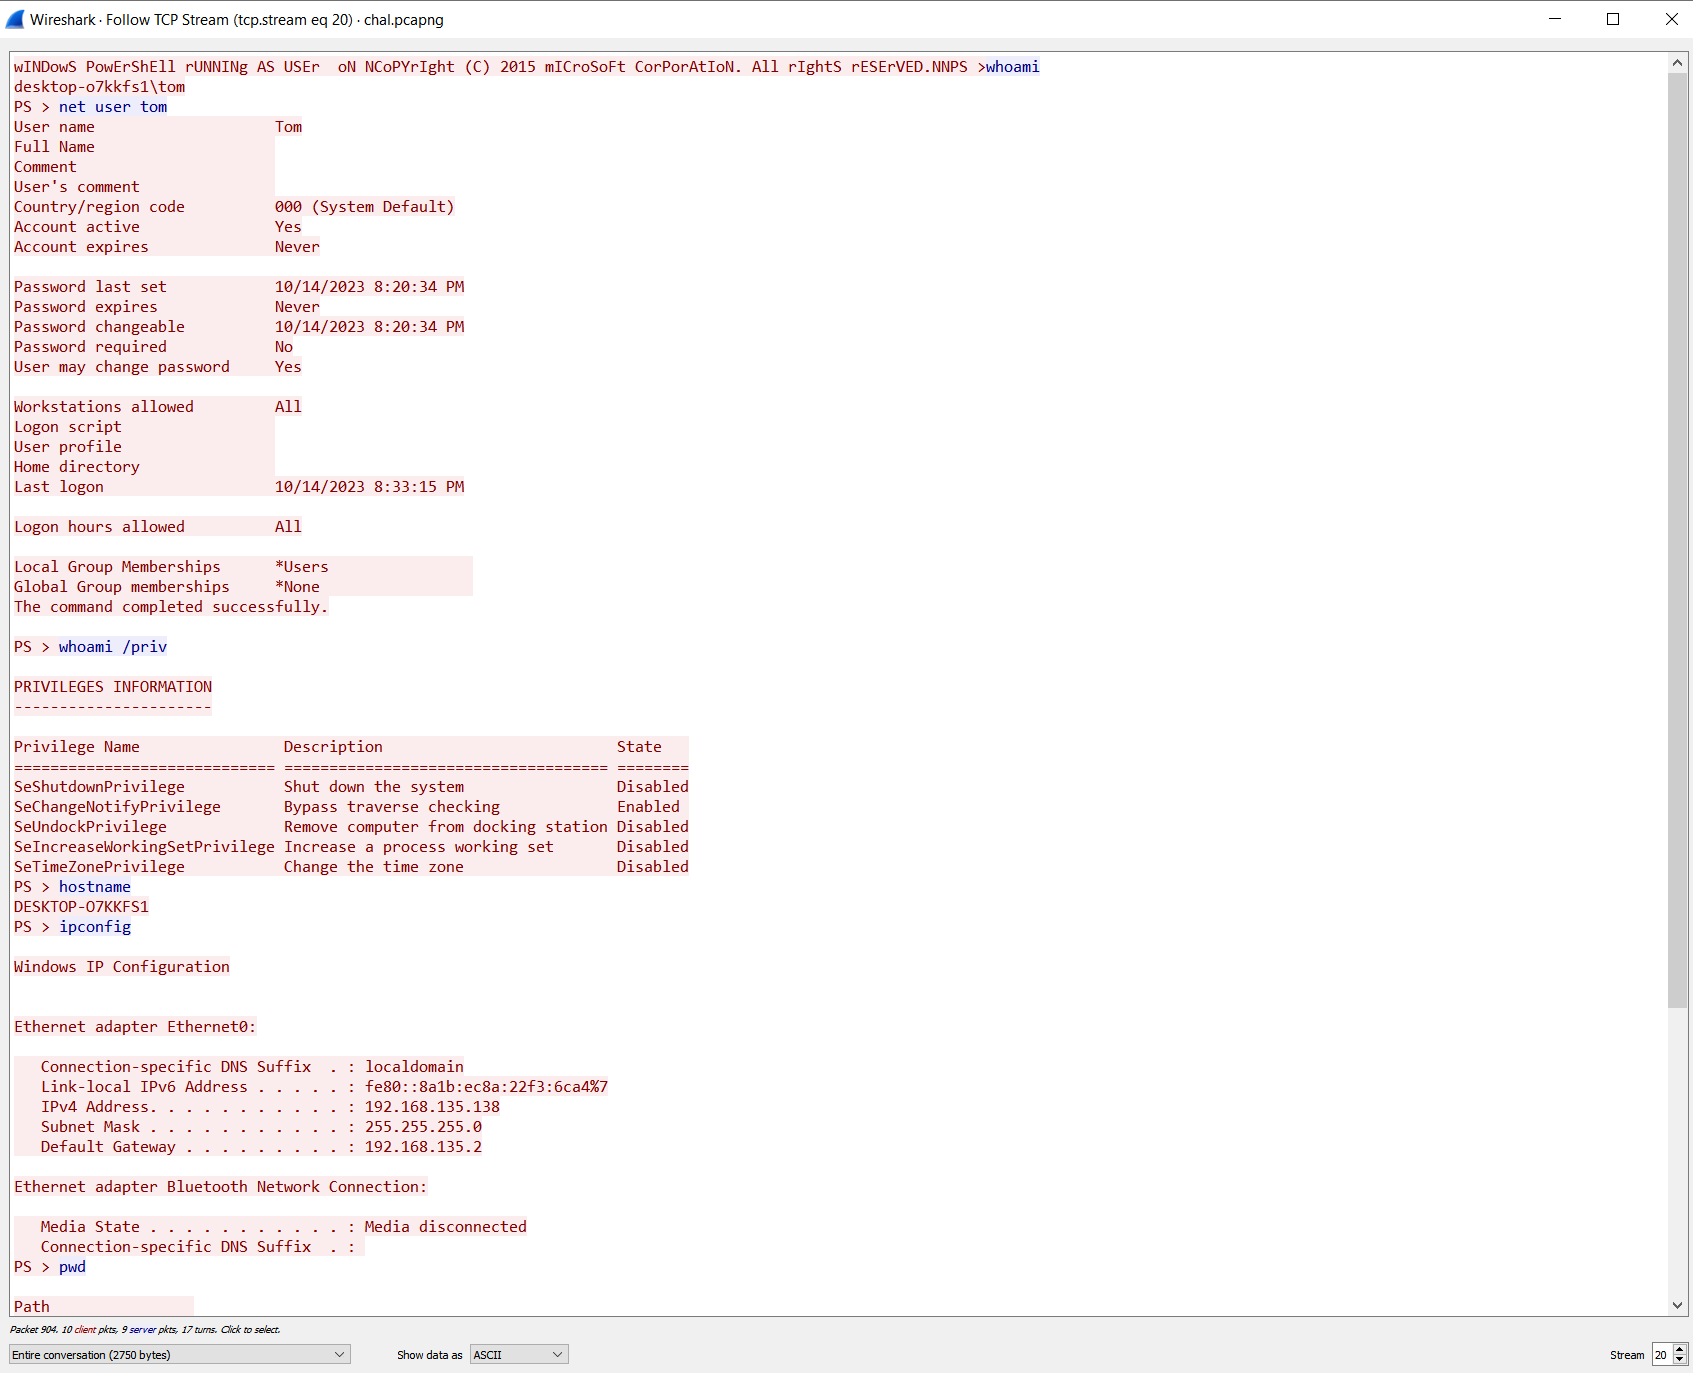 Wireshark · Follow TCP Stream (tcp.stream eq 20) · chal.pcapng
wINDowS PowErShEll rUNNINg AS USEr  oN NCoPYrIght (C) 2015 mICroSoFt CorPorAtIoN. All rIghtS rESErVED.NNPS >whoami
desktop-o7kkfs1\tom
PS > net user tom
User name                    Tom
Full Name
Comment
User's comment
Country/region code          000 (System Default)
Account active               Yes
Account expires              Never
Password last set            10/14/2023 8:20:34 PM
Password expires             Never
Password changeable          10/14/2023 8:20:34 PM
Password required            No
User may change password     Yes
Workstations allowed         All
Logon script
User profile
Home directory
Last logon                   10/14/2023 8:33:15 PM
Logon hours allowed          All
Local Group Memberships      *Users
Global Group memberships     *None
The command completed successfully.
PS > whoami /priv
PRIVILEGES INFORMATION
----------------------
Privilege Name                Description                          State
============================= ==================================== ========
SeShutdownPrivilege           Shut down the system                 Disabled
SeChangeNotifyPrivilege       Bypass traverse checking             Enabled
SeUndockPrivilege             Remove computer from docking station Disabled
SeIncreaseWorkingSetPrivilege Increase a process working set       Disabled
SeTimeZonePrivilege           Change the time zone                 Disabled
PS > hostname
DESKTOP-O7KKFS1
PS > ipconfig
Windows IP Configuration
Ethernet adapter Ethernet0:
   Connection-specific DNS Suffix  . : localdomain
   Link-local IPv6 Address . . . . . : fe80::8a1b:ec8a:22f3:6ca4%7
   IPv4 Address. . . . . . . . . . . : 192.168.135.138
   Subnet Mask . . . . . . . . . . . : 255.255.255.0
   Default Gateway . . . . . . . . . : 192.168.135.2
Ethernet adapter Bluetooth Network Connection:
   Media State . . . . . . . . . . . : Media disconnected
   Connection-specific DNS Suffix  . :
PS > pwd
Path
Packet 904. 10 client pkts, 9 server pkts, 17 turns. Click to select.
Entire conversation (2750 bytes) Show data as ASCII Stream 20